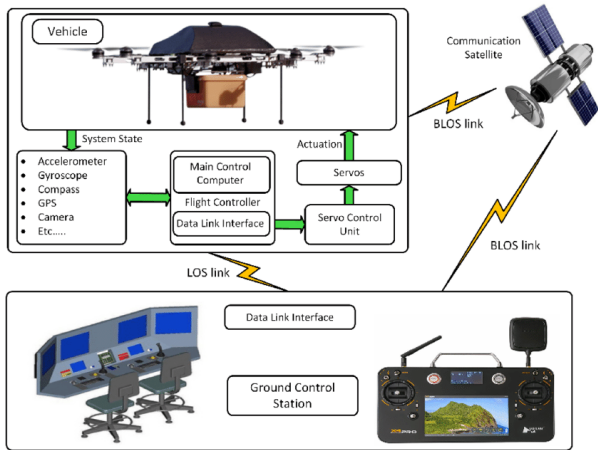 Vehicle
Communication
Satellite
BLOS link
System State
Actuation
• Accelerometer
• Gyroscope
• Compass
• GPS
• Camera
• Etc.....
Main Control
Computer
Flight Controller
Data Link Interface
Servos
Servo Control
Unit
BLOS link
LOS link
Data Link Interface
Ground Control
Station